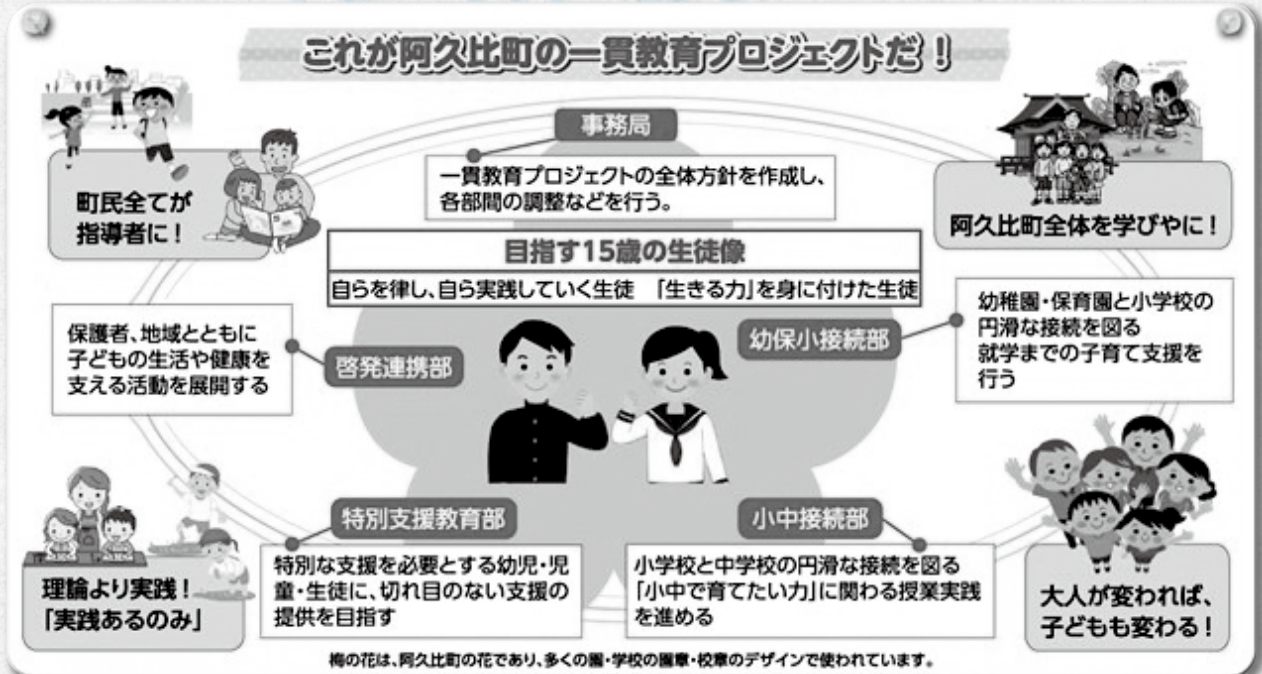 これが阿久比町の一貫教育プロジェクトだ！
事務局
一貫教育プロジェクトの全体方針を作成し、
各部間の調整などを行う。
町民全てが
指導者に！
阿久比町全体を学びやに！
目指す15歳の生徒像
自らを律し、自ら実践していく生徒　「生きる力」を身に付けた生徒
保護者、地域とともに
子どもの生活や健康を
支える活動を展開する
啓発連携部
幼保小接続部
幼稚園・保育園と小学校の
円滑な接続を図る
就学までの子育て支援を
行う
特別支援教育部
特別な支援を必要とする幼児・児
童・生徒に、切れ目のない支援の
提供を目指す
小中接続部
小学校と中学校の円滑な接続を図る
「小中で育てたい力」に関わる授業実践
を進める
理論より実践！
「実践あるのみ」
大人が変われば、
子どもも変わる！
梅の花は、阿久比町の花であり、多くの園・学校の園章・校章のデザインで使われています。